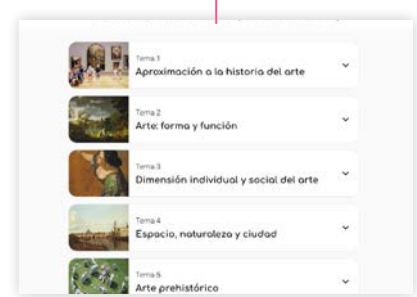 Tema 1
Aproximación a la historia del arte
Tema 2
Arte: forma y función
Tema 3
Dimensión individual y social del arte
Tema 4
Espacio, naturaleza y ciudad
Tema 5
Arte prehistórico